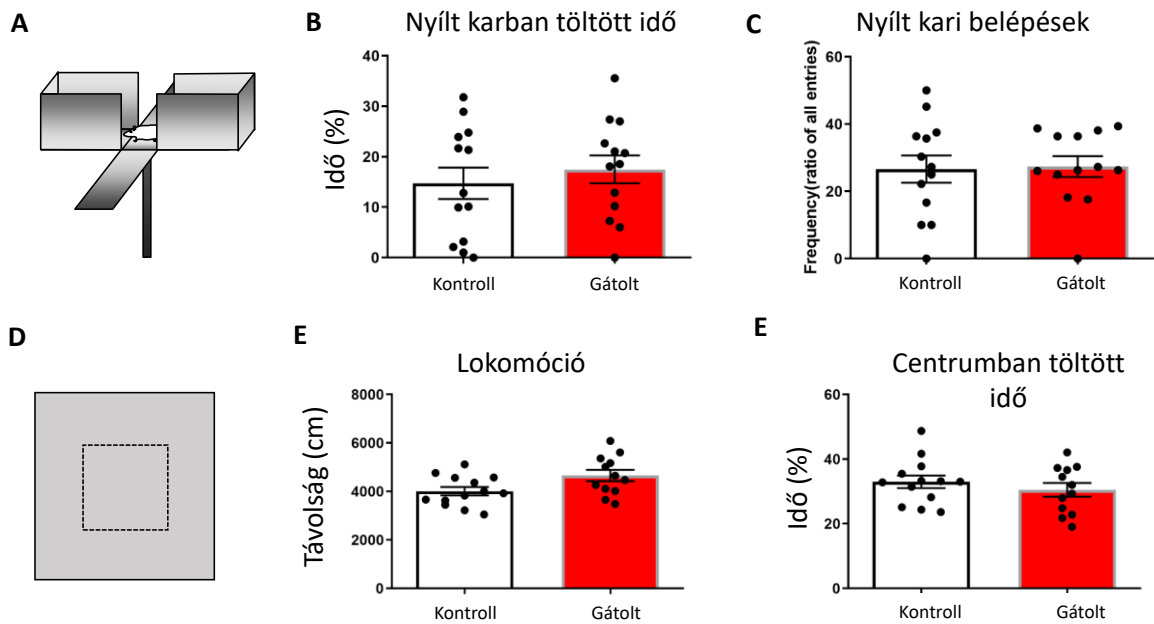 A
B
Nyílt karban töltött idő
Idő (%)
40
30
20
10
0
Kontroll
Gátolt
C
Nyílt kari belépések
Frequency(ratio of all entries)
60
40
20
0
Kontroll
Gátolt
D
E
Lokomóció
Távolság (cm)
8000
6000
4000
2000
0
Kontroll
Gátolt
E
Centrumban töltött
idő
Idő (%)
60
40
20
0
Kontroll
Gátolt